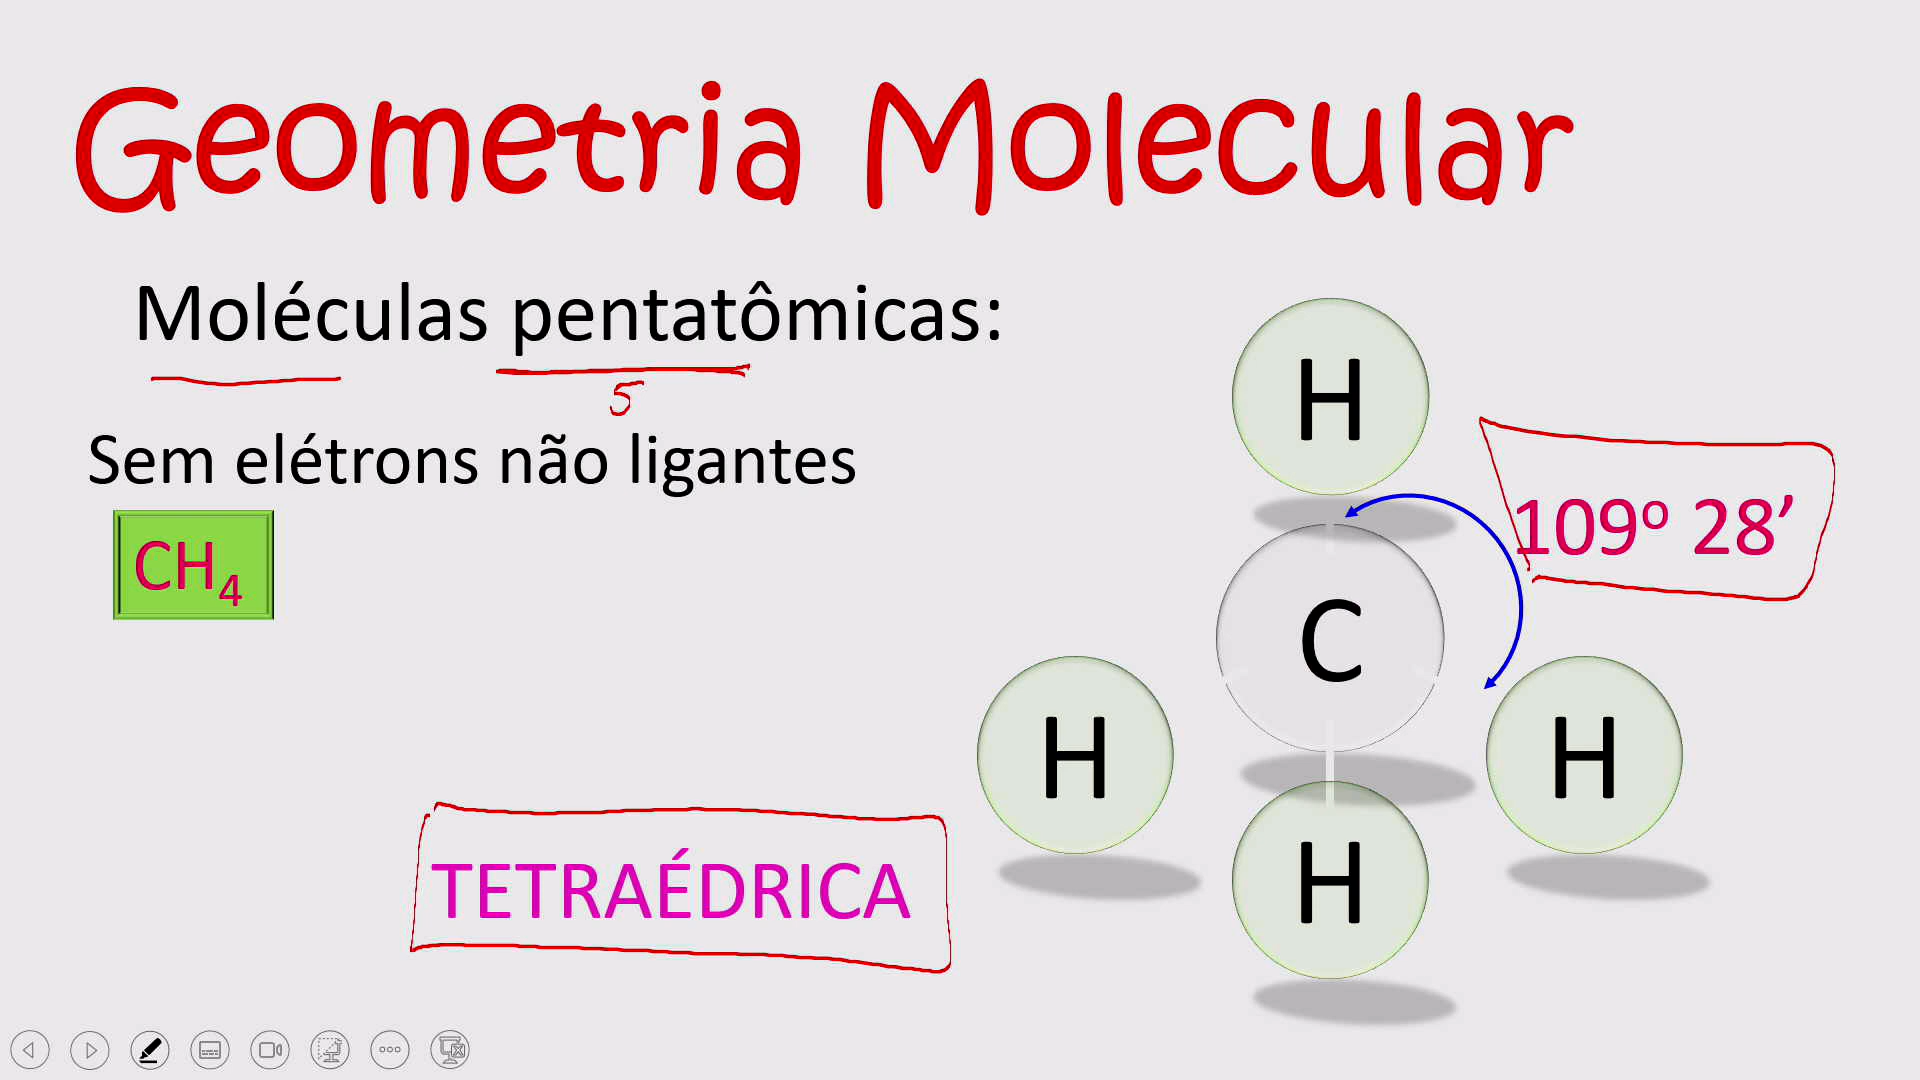 Geometria Molecular
Moléculas pentatômicas:
5
Sem elétrons não ligantes
CH₄
H
109º 28’
C
H
H
H
TETRAÉDRICA